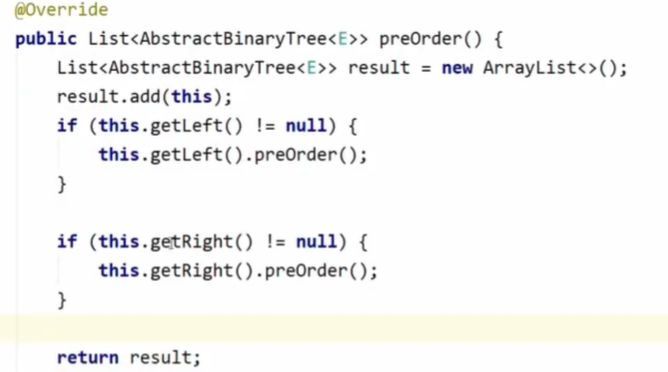 @Override
public List<AbstractBinaryTree<E>> preOrder() {
    List<AbstractBinaryTree<E>> result = new ArrayList<>();
    result.add(this);
    if (this.getLeft() != null) {
        this.getLeft().preOrder();
    }
    if (this.getRight() != null) {
        this.getRight().preOrder();
    }
    return result;